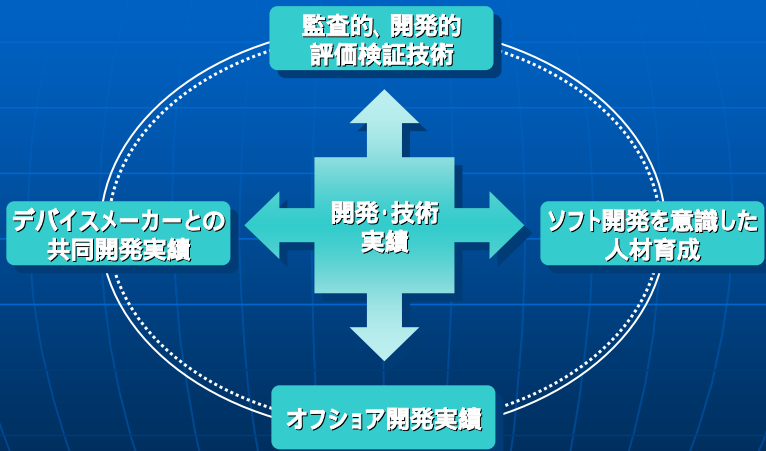 監査的、開発的
評価検証技術
デバイスメーカーとの
共同開発実績
開発·技術
実績
ソフト開発を意識した
人材育成
オフショア開発実績